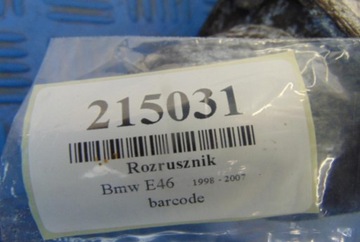 215031
Rozrusznik
Bmw E46 1998 - 2007
barcode